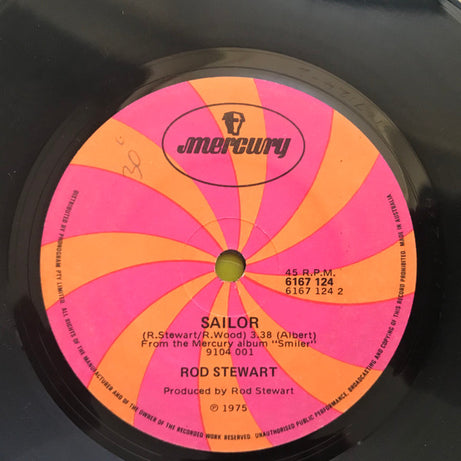 mercury
30
45 R.P.M.
6167 124
6167 124 2
SAILOR
(R.Stewart/R.Wood) 3.38 (Albert)
From the Mercury album "Smiler"
9104 001
ROD STEWART
Produced by Rod Stewart
℗ 1975
DISTRIBUTED BY PHONOGRAM PTY LIMITED. ALL RIGHTS OF THE MANUFACTURER AND OF THE OWNER OF THE RECORDED WORK RESERVED. UNAUTHORISED PUBLIC PERFORMANCE, BROADCASTING AND COPYING OF THIS RECORD PROHIBITED. MADE IN AUSTRALIA